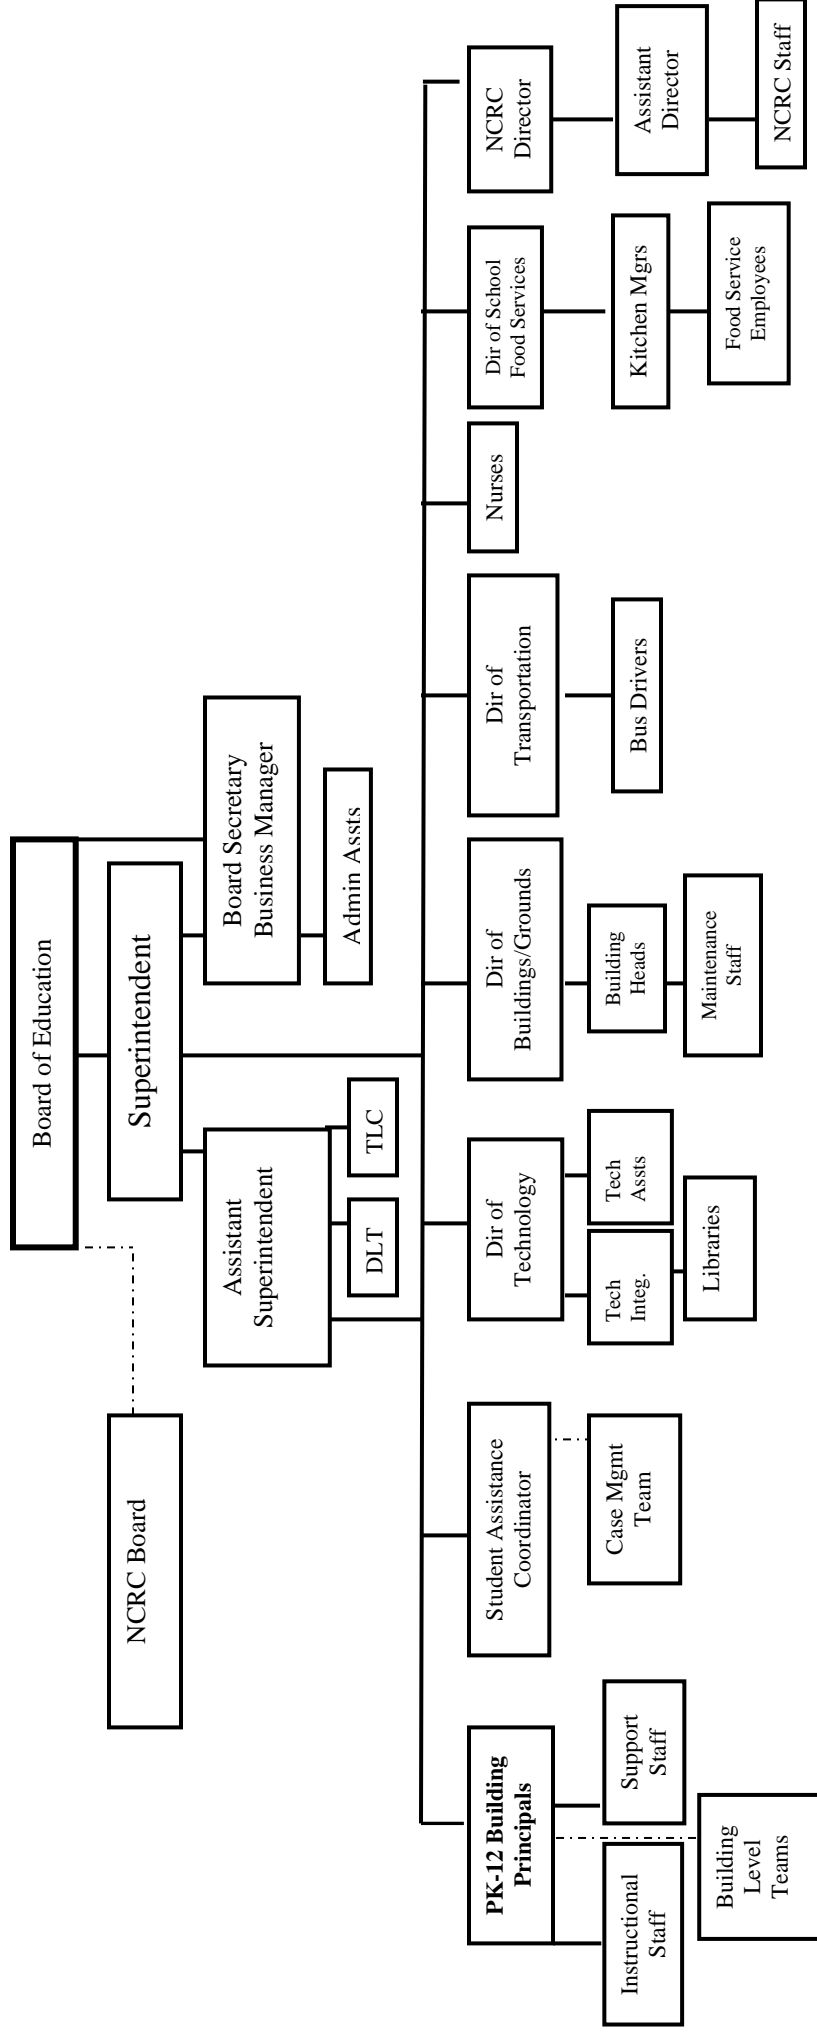 Board of Education
NCRC Board
Superintendent
Assistant
Superintendent
Board Secretary
Business Manager
DLT
TLC
Admin Assts
PK-12 Building
Principals
Student Assistance
Coordinator
Dir of
Technology
Dir of
Buildings/Grounds
Dir of
Transportation
Nurses
Dir of School
Food Services
NCRC
Director
Instructional
Staff
Support
Staff
Building
Level
Teams
Case Mgmt
Team
Tech
Integ.
Tech
Assts
Libraries
Building
Heads
Maintenance
Staff
Bus Drivers
Kitchen Mgrs
Food Service
Employees
Assistant
Director
NCRC Staff